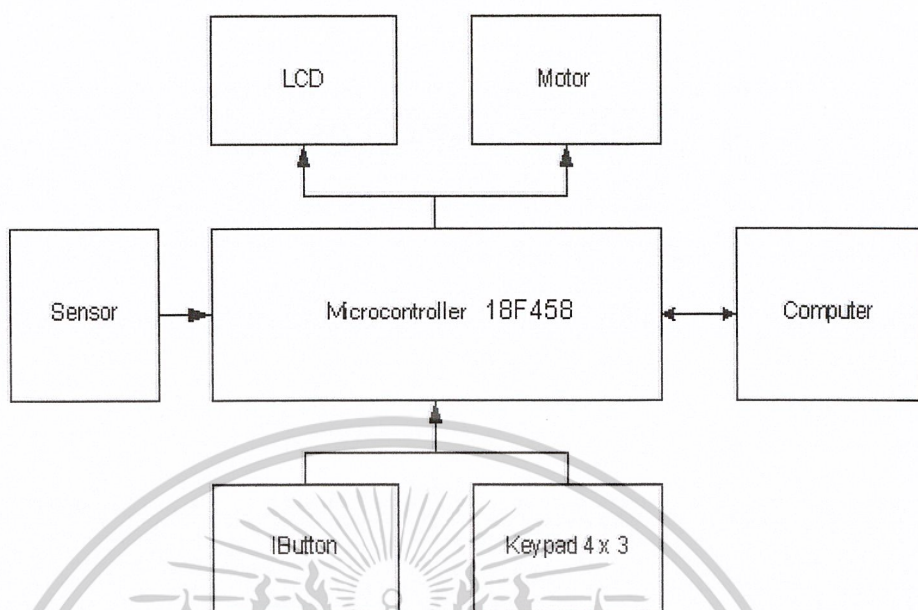 LCD
Motor
Sensor
Microcontroller 18F458
Computer
IButton
Keypad 4 x 3